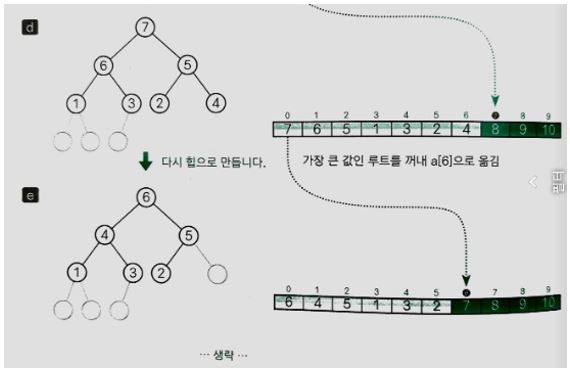 d
7
6 5
1 3 2 4
0 1 2 3 4 5 6 7 8 9
7 6 5 1 3 2 4 8 9 10
다시 힙으로 만듭니다.
가장 큰 값인 루트를 꺼내 a[6]으로 옮김
e
6
4 5
1 3 2
0 1 2 3 4 5 6 7 8 9
6 4 5 1 3 2 7 8 9 10
… 생략 …